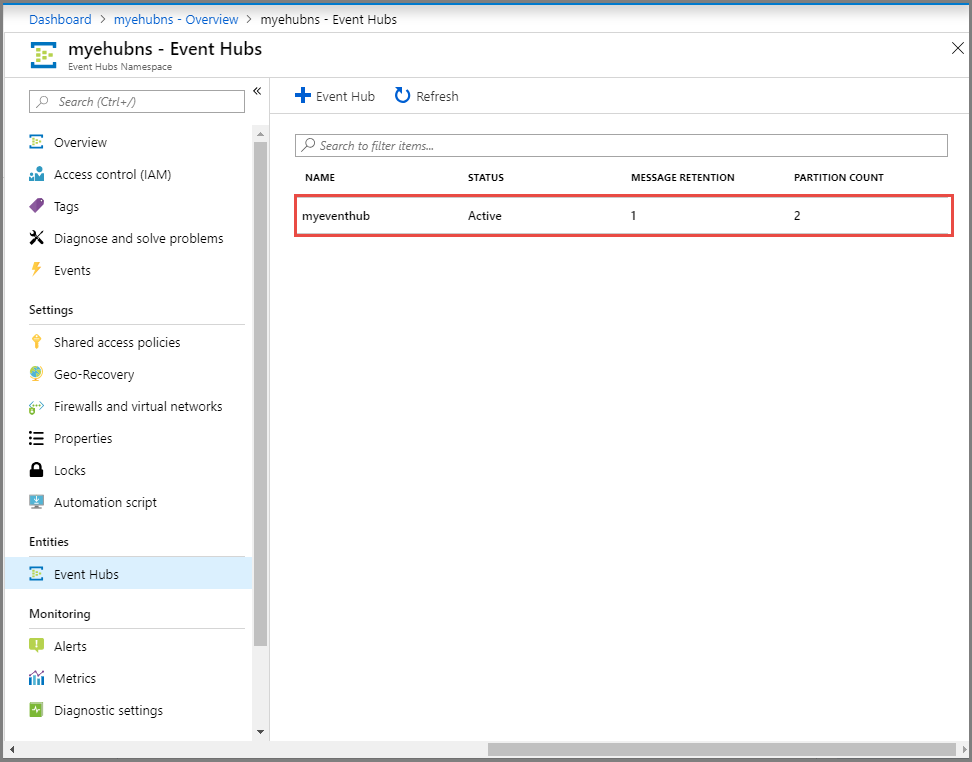 Dashboard > myehubns - Overview > myehubns - Event Hubs
myehubns - Event Hubs
Event Hubs Namespace
Search (Ctrl+/)
Overview
Access control (IAM)
Tags
Diagnose and solve problems
Events
Settings
Shared access policies
Geo-Recovery
Firewalls and virtual networks
Properties
Locks
Automation script
Entities
Event Hubs
Monitoring
Alerts
Metrics
Diagnostic settings
Event Hub Refresh
Search to filter items...
NAME STATUS MESSAGE RETENTION PARTITION COUNT
myeventhub Active 1 2